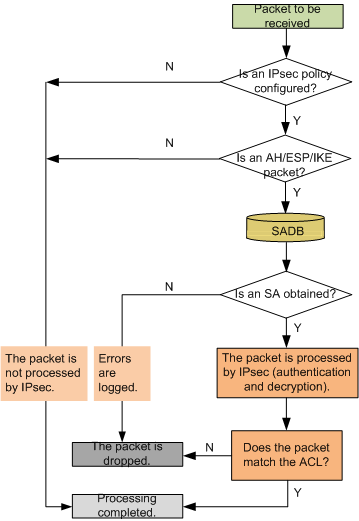 Packet to be
received
N
Is an IPsec policy
configured?
Y
N
Is an AH/ESP/IKE
packet?
Y
SADB
N
Is an SA obtained?
Y
The packet is
not processed
by IPsec.
Errors
are
logged.
The packet is processed
by IPsec (authentication
and decryption).
The packet is
dropped.
N
Does the packet
match the ACL?
Y
Processing
completed.